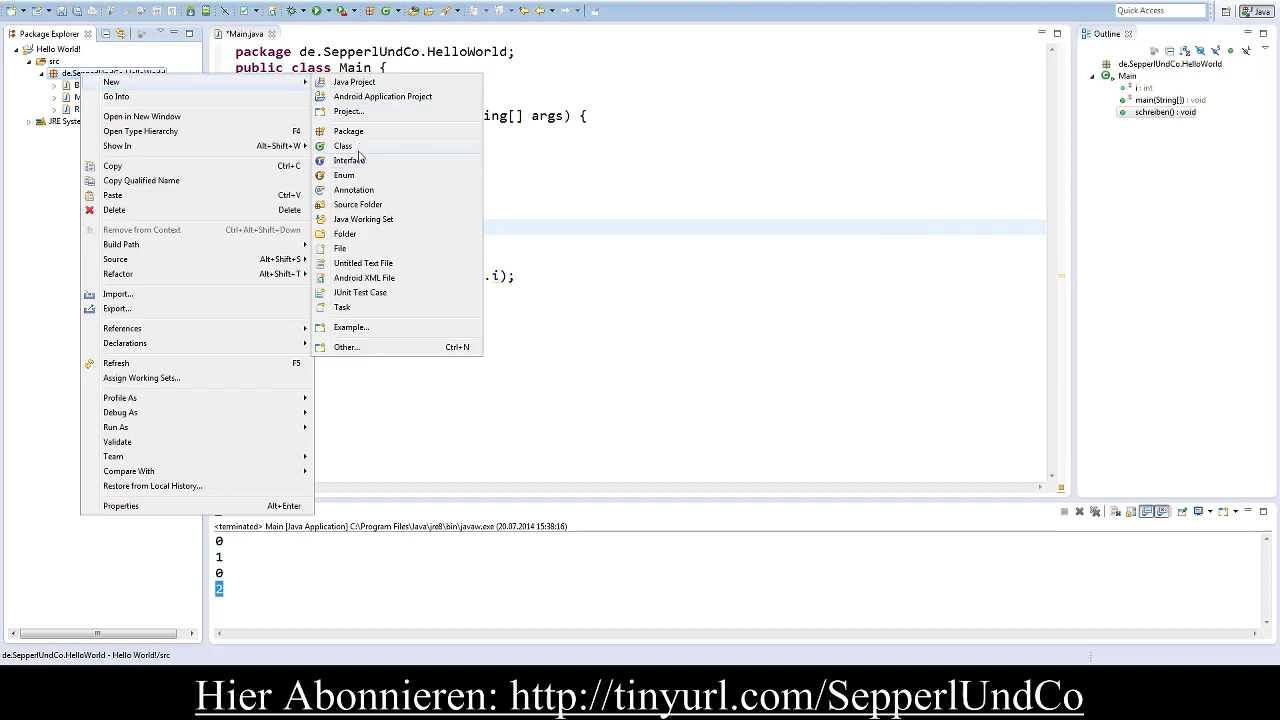 Quick Access
Java
Package Explorer
Hello World!
src
de.SepperlUndCo.HelloWorld
B
M
R
JRE Syste
*Main.java
package de.SepperlUndCo.HelloWorld;
public class Main {
ing[] args) {
.i);
New
Go Into
Open in New Window
Open Type Hierarchy F4
Show In Alt+Shift+W
Copy Ctrl+C
Copy Qualified Name
Paste Ctrl+V
Delete Delete
Remove from Context Ctrl+Alt+Shift+Down
Build Path
Source Alt+Shift+S
Refactor Alt+Shift+T
Import...
Export...
References
Declarations
Refresh F5
Assign Working Sets...
Profile As
Debug As
Run As
Validate
Team
Compare With
Restore from Local History...
Properties Alt+Enter
Java Project
Android Application Project
Project...
Package
Class
Interface
Enum
Annotation
Source Folder
Java Working Set
Folder
File
Untitled Text File
Android XML File
JUnit Test Case
Task
Example...
Other... Ctrl+N
Outline
de.SepperlUndCo.HelloWorld
Main
i : int
main(String[]) : void
schreiben() : void
<terminated> Main [Java Application] C:\Program Files\Java\jre8\bin\javaw.exe (20.07.2014 15:38:16)
0
1
0
2
de.SepperlUndCo.HelloWorld - Hello World!/src
Hier Abonnieren: http://tinyurl.com/SepperlUndCo